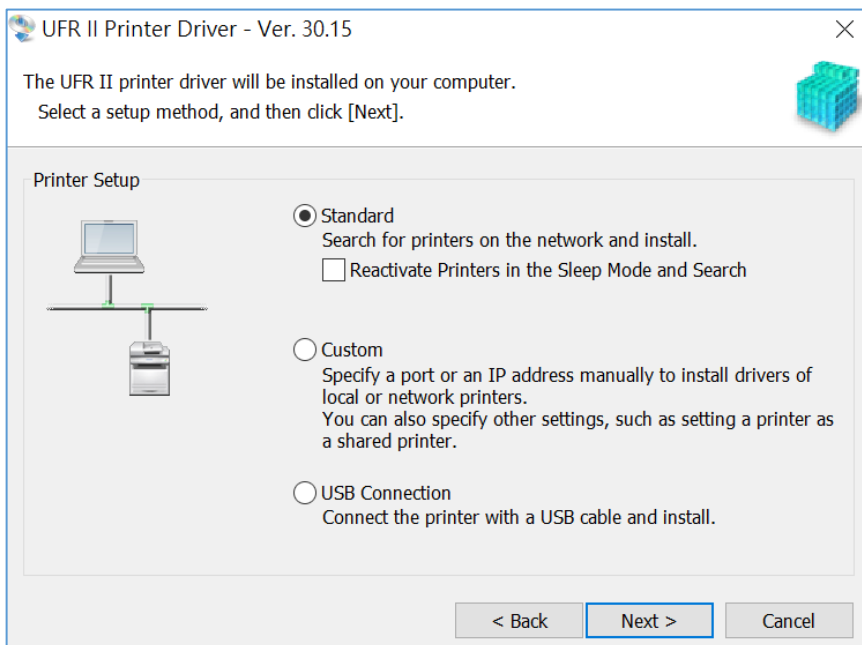 UFR II Printer Driver - Ver. 30.15
The UFR II printer driver will be installed on your computer.
Select a setup method, and then click [Next].
Printer Setup
Standard
Search for printers on the network and install.
Reactivate Printers in the Sleep Mode and Search
Custom
Specify a port or an IP address manually to install drivers of
local or network printers.
You can also specify other settings, such as setting a printer as
a shared printer.
USB Connection
Connect the printer with a USB cable and install.
< Back
Next >
Cancel